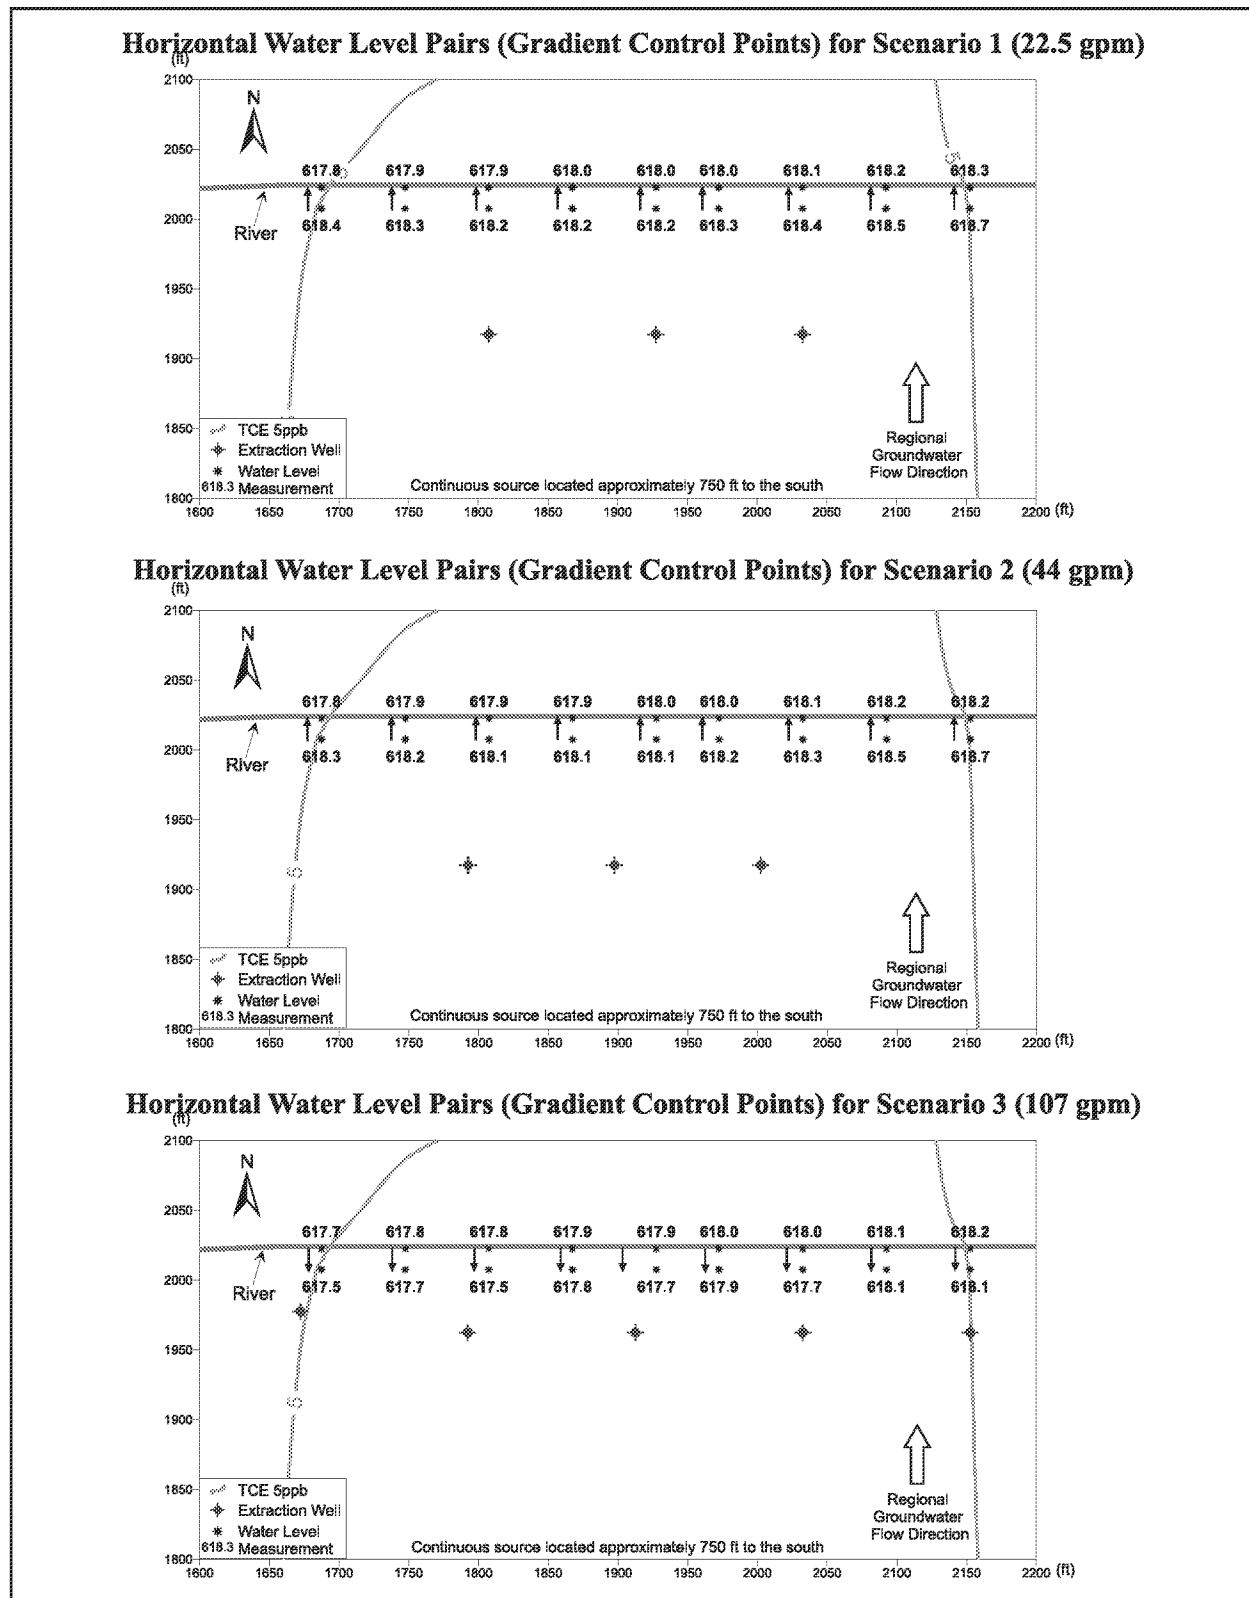 Horizontal Water Level Pairs (Gradient Control Points) for Scenario 1 (22.5 gpm)
(ft)
2100
N
2050
5
5
617.8 617.9 617.9 618.0 618.0 618.0 618.1 618.2 618.3
2000
618.4 618.3 618.2 618.2 618.2 618.3 618.4 618.5 618.7
River
1950
1900
1850
TCE 5ppb
Extraction Well
Water Level
618.3 Measurement
Regional
Groundwater
Flow Direction
Continuous source located approximately 750 ft to the south
1800
1600 1650 1700 1750 1800 1850 1900 1950 2000 2050 2100 2150 2200 (ft)
Horizontal Water Level Pairs (Gradient Control Points) for Scenario 2 (44 gpm)
(ft)
2100
N
2050
617.8 617.9 617.9 617.9 618.0 618.0 618.1 618.2 618.2
2000
618.3 618.2 618.1 618.1 618.1 618.2 618.3 618.5 618.7
River
1950
5
1900
1850
TCE 5ppb
Extraction Well
Water Level
618.3 Measurement
Regional
Groundwater
Flow Direction
Continuous source located approximately 750 ft to the south
1800
1600 1650 1700 1750 1800 1850 1900 1950 2000 2050 2100 2150 2200 (ft)
Horizontal Water Level Pairs (Gradient Control Points) for Scenario 3 (107 gpm)
(ft)
2100
N
2050
617.7 617.8 617.8 617.9 617.9 618.0 618.0 618.1 618.2
2000
617.5 617.7 617.5 617.8 617.7 617.9 617.7 618.1 618.1
River
1950
5
1900
1850
TCE 5ppb
Extraction Well
Water Level
618.3 Measurement
Regional
Groundwater
Flow Direction
Continuous source located approximately 750 ft to the south
1800
1600 1650 1700 1750 1800 1850 1900 1950 2000 2050 2100 2150 2200 (ft)